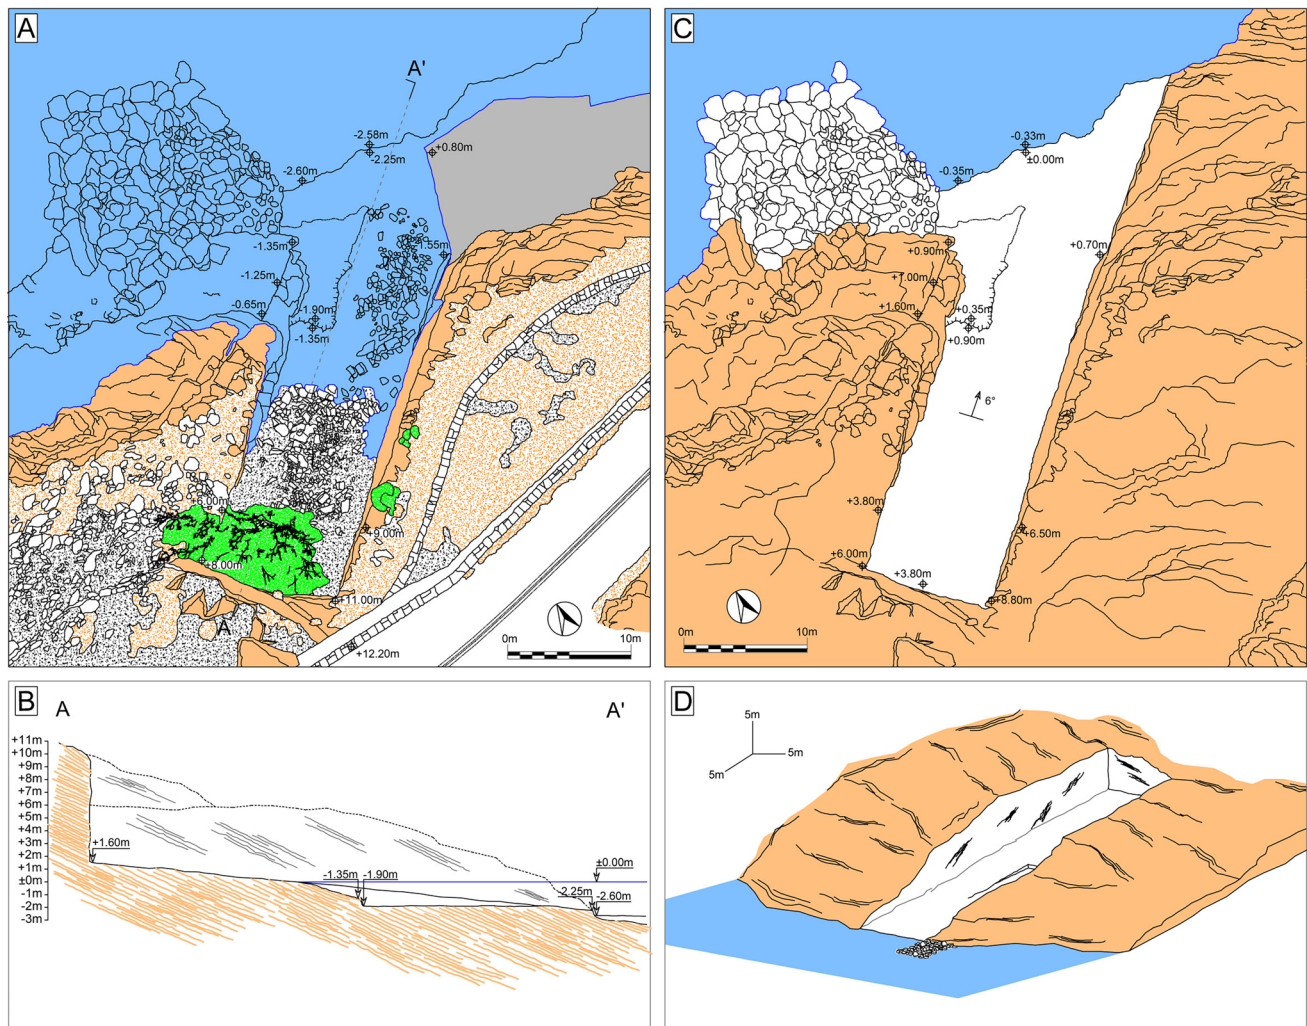 A
A'
-2.58m
-2.25m
+0.80m
-2.60m
-1.35m
-1.55m
-1.25m
-0.65m
-1.90m
-1.35m
+6.00m
+9.00m
+8.00m
+11.00m
A
+12.20m
0m 10m
C
-0.33m
±0.00m
-0.35m
+0.90m
+0.70m
+1.00m
+1.60m
+0.35m
+0.90m
6°
+3.80m
+6.50m
+6.00m
+3.80m
+8.80m
0m 10m
B
A A'
+11m
+10m
+9m
+8m
+7m
+6m
+5m
+4m
+3m
+2m
+1m
±0m
-1m
-2m
-3m
+1.60m
-1.35m
-1.90m
±0.00m
-2.25m
-2.60m
D
5m
5m
5m